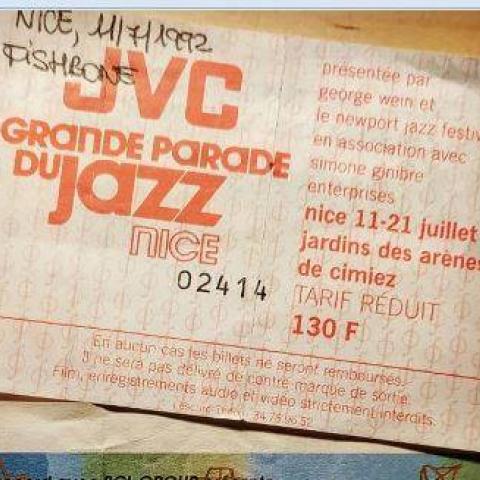 NICE, 11/7/1992
FISHBONE
JVC
GRANDE PARADE
DU jazz
NICE
02414
présentée par
george wein et
le newport jazz festiv
en association avec
simone ginibre
enterprises
nice 11-21 juillet
jardins des arènes
de cimiez
TARIF RÉDUIT
130 F
En aucun cas les billets ne seront remboursés.
Il ne sera pas délivré de contre marque de sortie.
Film, enregistrements audio et vidéo strictement interdits.